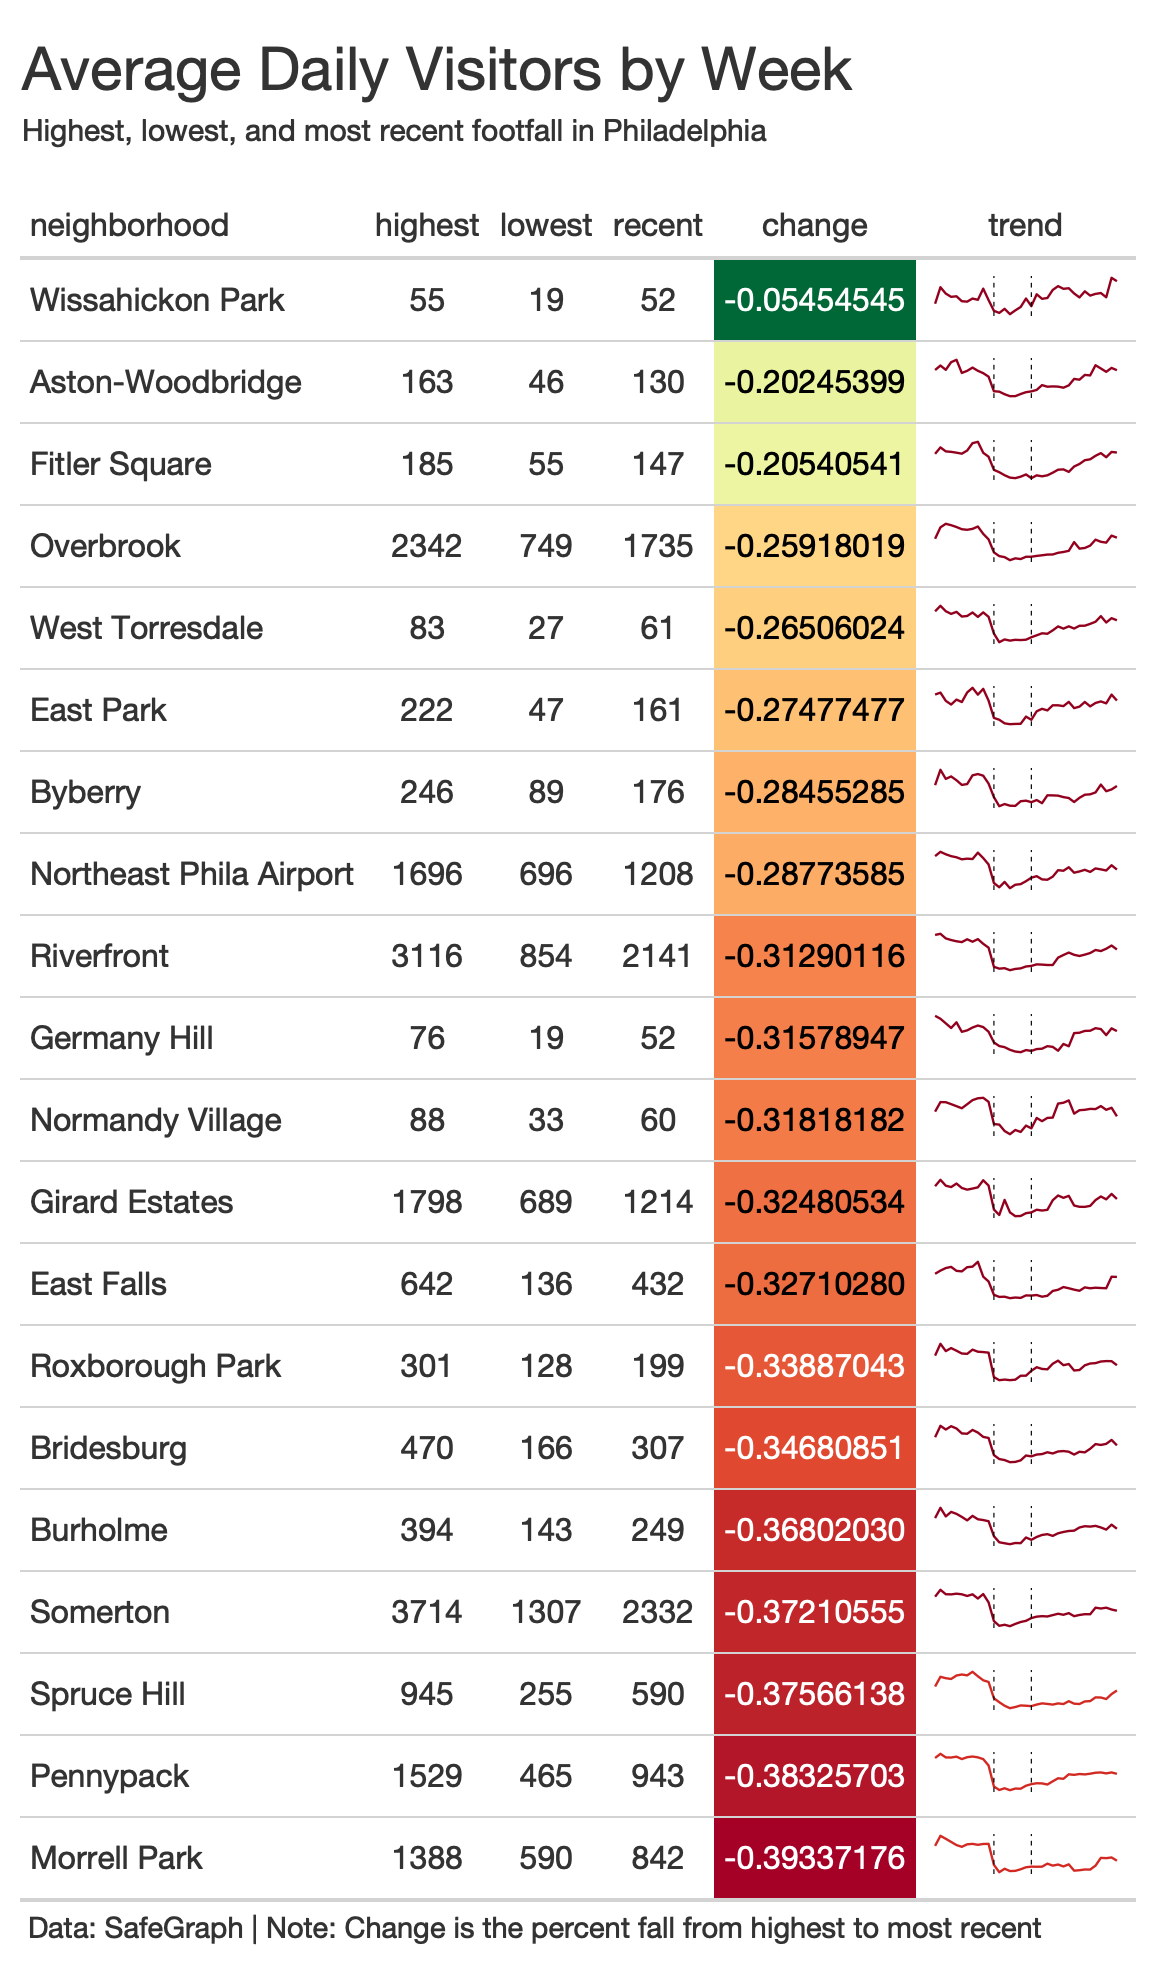 Average Daily Visitors by Week
Highest, lowest, and most recent footfall in Philadelphia
neighborhood highest lowest recent change trend
Wissahickon Park 55 19 52 -0.05454545
Aston-Woodbridge 163 46 130 -0.20245399
Fitler Square 185 55 147 -0.20540541
Overbrook 2342 749 1735 -0.25918019
West Torresdale 83 27 61 -0.26506024
East Park 222 47 161 -0.27477477
Byberry 246 89 176 -0.28455285
Northeast Phila Airport 1696 696 1208 -0.28773585
Riverfront 3116 854 2141 -0.31290116
Germany Hill 76 19 52 -0.31578947
Normandy Village 88 33 60 -0.31818182
Girard Estates 1798 689 1214 -0.32480534
East Falls 642 136 432 -0.32710280
Roxborough Park 301 128 199 -0.33887043
Bridesburg 470 166 307 -0.34680851
Burholme 394 143 249 -0.36802030
Somerton 3714 1307 2332 -0.37210555
Spruce Hill 945 255 590 -0.37566138
Pennypack 1529 465 943 -0.38325703
Morrell Park 1388 590 842 -0.39337176
Data: SafeGraph | Note: Change is the percent fall from highest to most recent